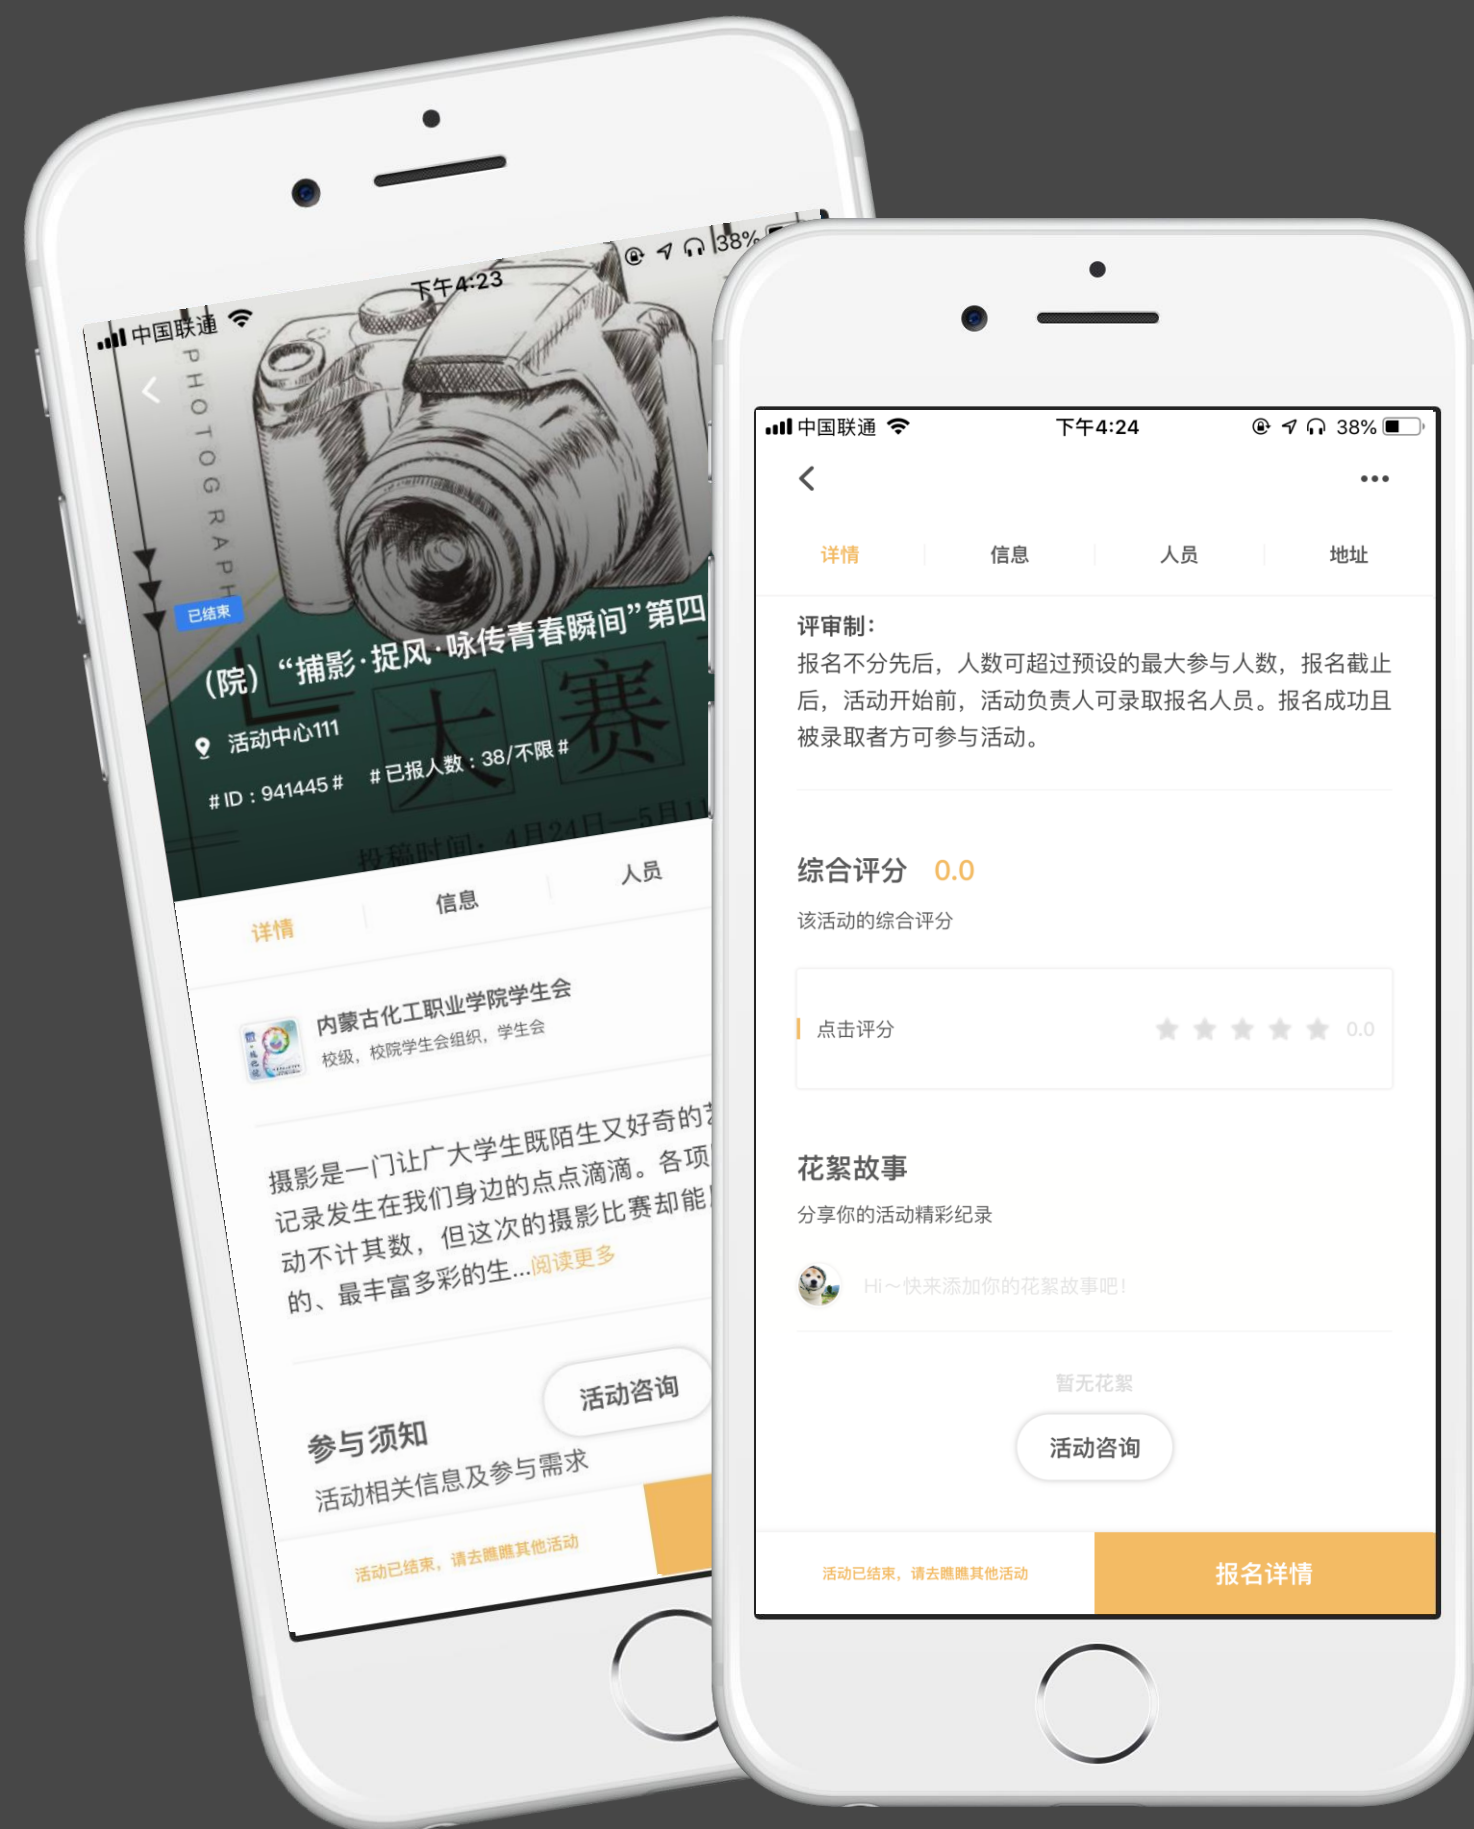 中国联通
下午4:23
38%
PHOTOGRAPH
已结束
（院）“捕影·捉风·咏传青春瞬间”第四
大赛
活动中心111
#ID：941445# #已报人数：38/不限#
投稿时间：4月24日—5月11
详情 信息 人员
内蒙古化工职业学院学生会
校级，校院学生会组织，学生会
摄影是一门让广大学生既陌生又好奇的
记录发生在我们身边的点点滴滴。各项
动不计其数，但这次的摄影比赛却能
的、最丰富多彩的生...阅读更多
活动咨询
参与须知
活动相关信息及参与需求
活动已结束，请去瞧瞧其他活动
中国联通 下午4:24 38%
详情 信息 人员 地址
评审制：
报名不分先后，人数可超过预设的最大参与人数，报名截止
后，活动开始前，活动负责人可录取报名人员。报名成功且
被录取者方可参与活动。
综合评分 0.0
该活动的综合评分
点击评分 0.0
花絮故事
分享你的活动精彩纪录
Hi～快来添加你的花絮故事吧！
暂无花絮
活动咨询
活动已结束，请去瞧瞧其他活动 报名详情